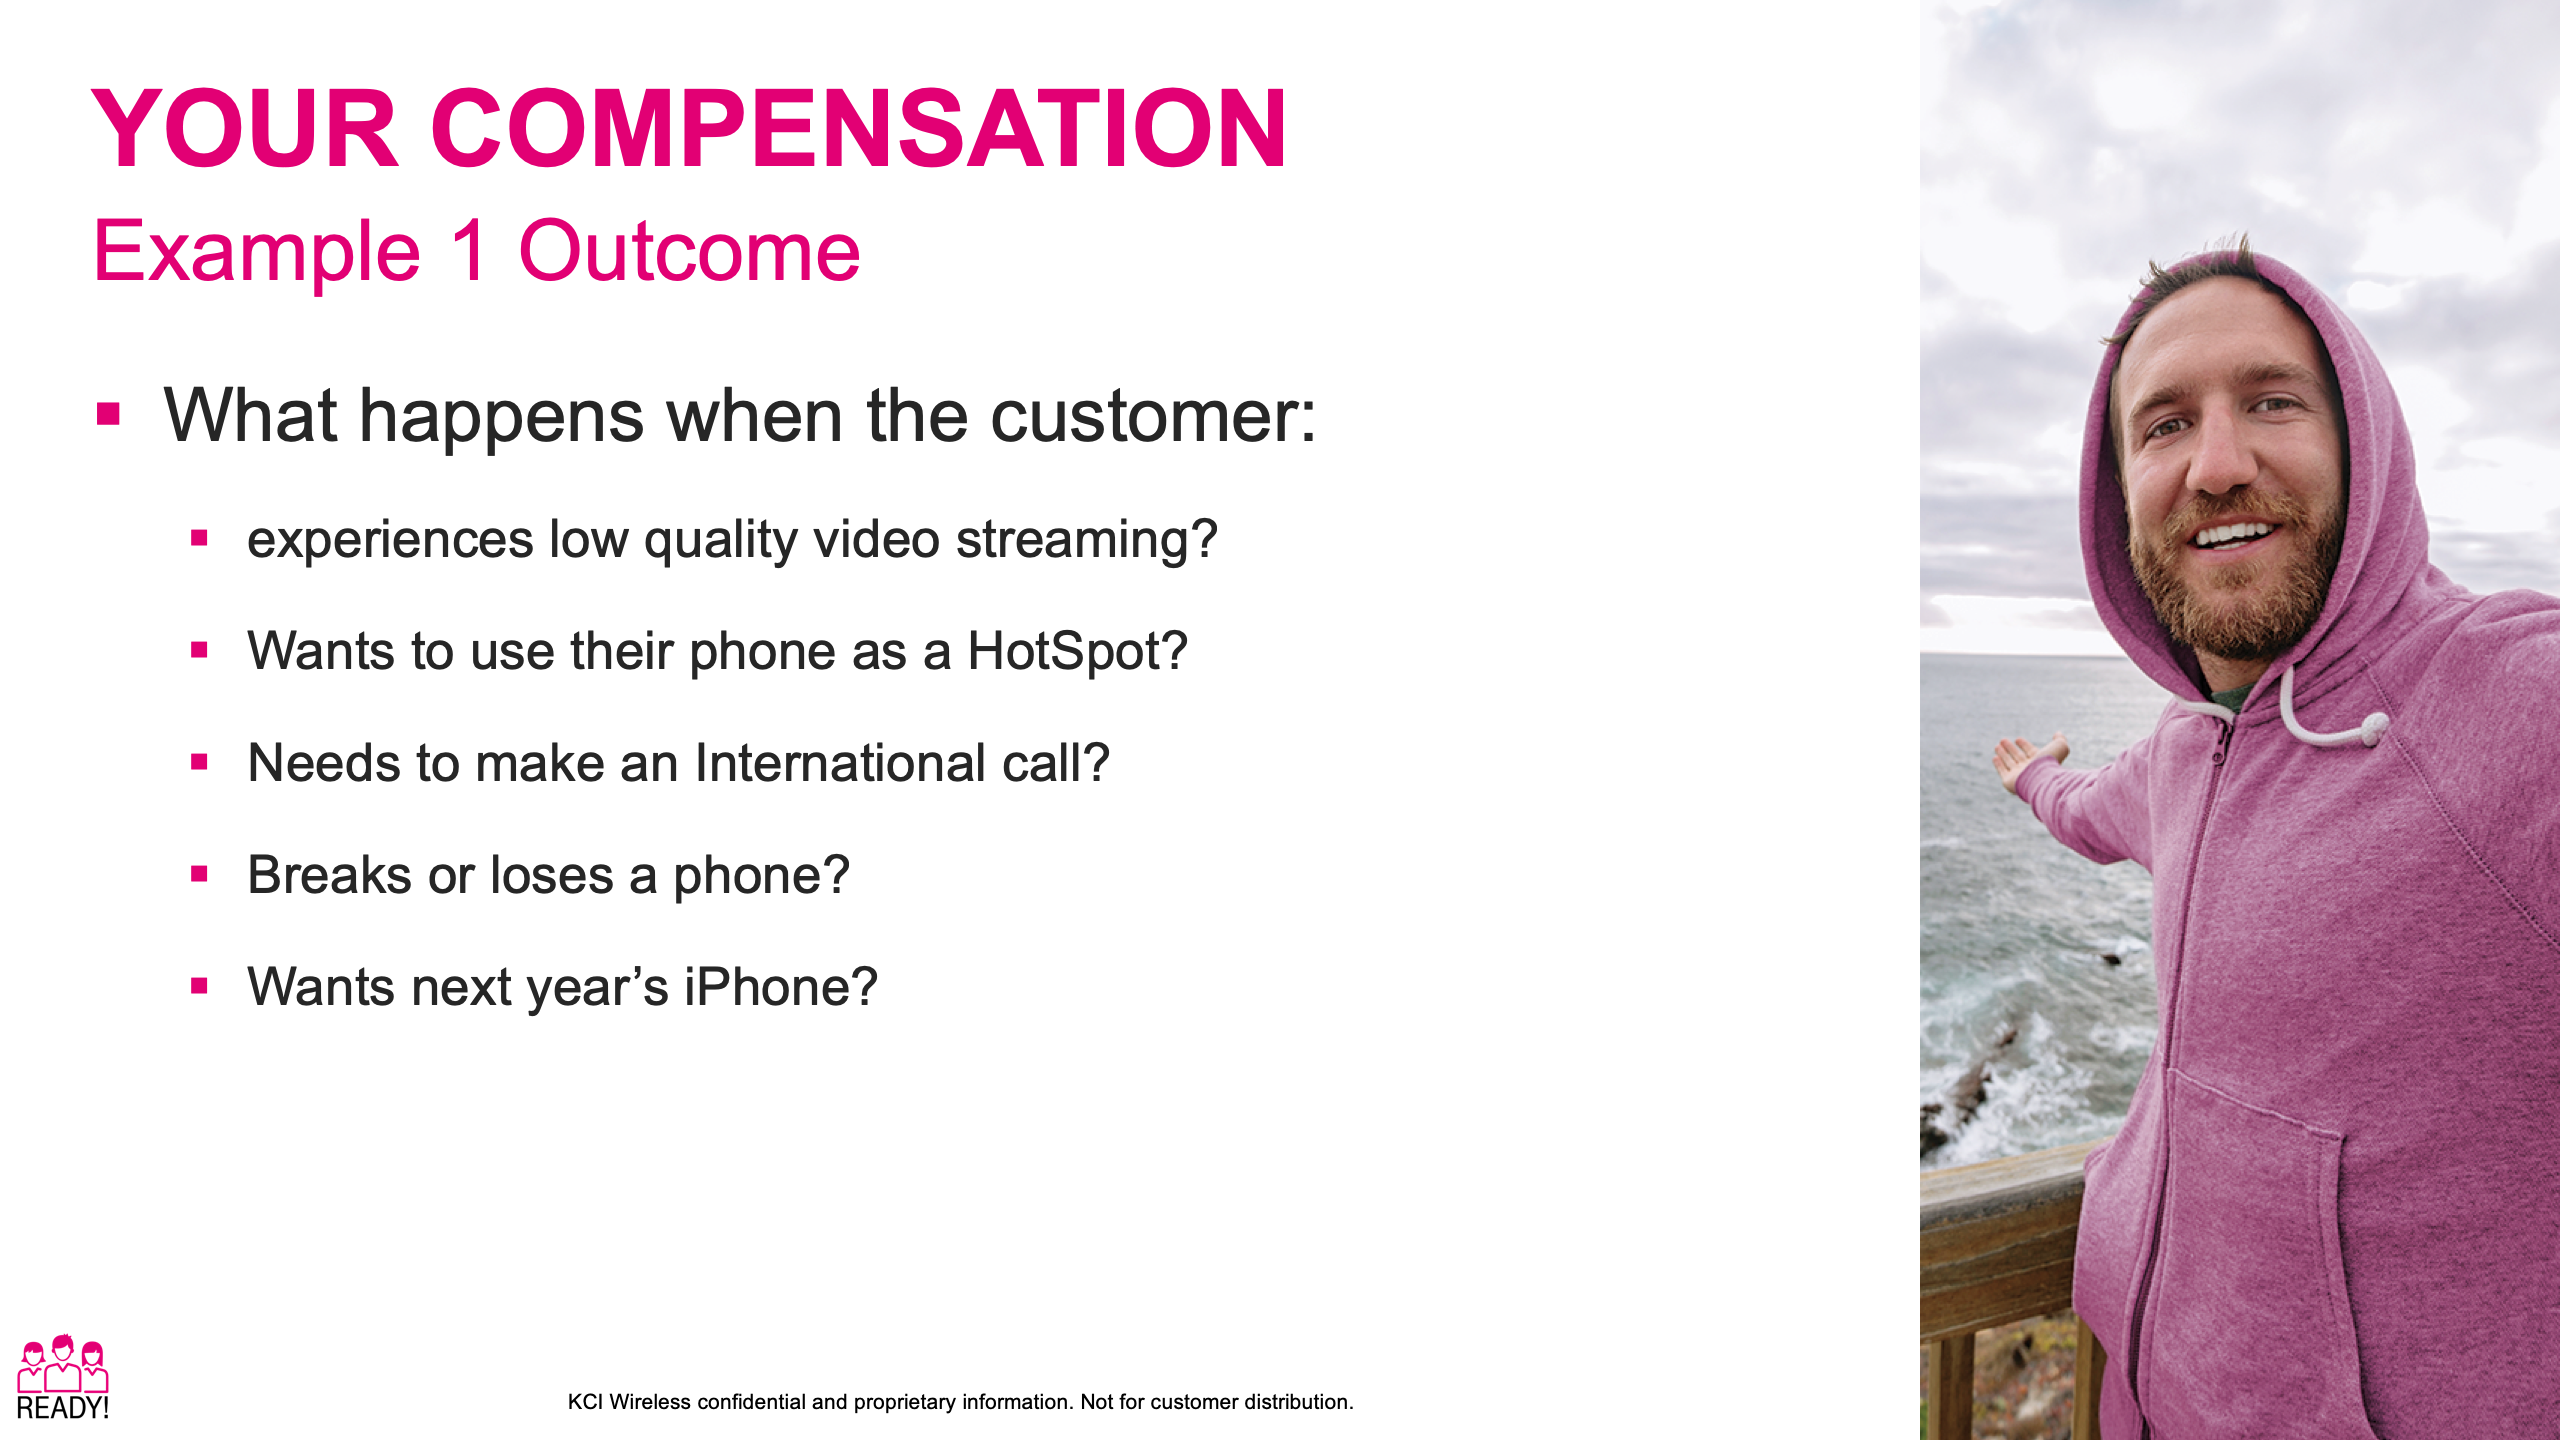 YOUR COMPENSATION
Example 1 Outcome
What happens when the customer:
experiences low quality video streaming?
Wants to use their phone as a HotSpot?
Needs to make an International call?
Breaks or loses a phone?
Wants next year’s iPhone?
READY!
KCI Wireless confidential and proprietary information. Not for customer distribution.